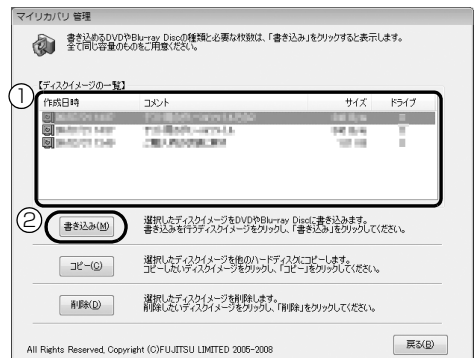 マイリカバリ 管理
書き込めるDVDやBlu-ray Discの種類と必要な枚数は、「書き込み」をクリックすると表示します。
全て同じ容量のものをご用意ください。
【ディスクイメージの一覧】
①
作成日時 コメント サイズ ドライブ
②
書き込み(M)
選択したディスクイメージをDVDやBlu-ray Discに書き込みます。
書き込みを行うディスクイメージをクリックし、「書き込み」をクリックしてください。
コピー(C)
選択したディスクイメージを他のハードディスクにコピーします。
コピーしたいディスクイメージをクリックし、「コピー」をクリックしてください。
削除(D)
選択したディスクイメージを削除します。
削除したいディスクイメージをクリックし、「削除」をクリックしてください。
All Rights Reserved, Copyright (C)FUJITSU LIMITED 2005-2008
戻る(B)